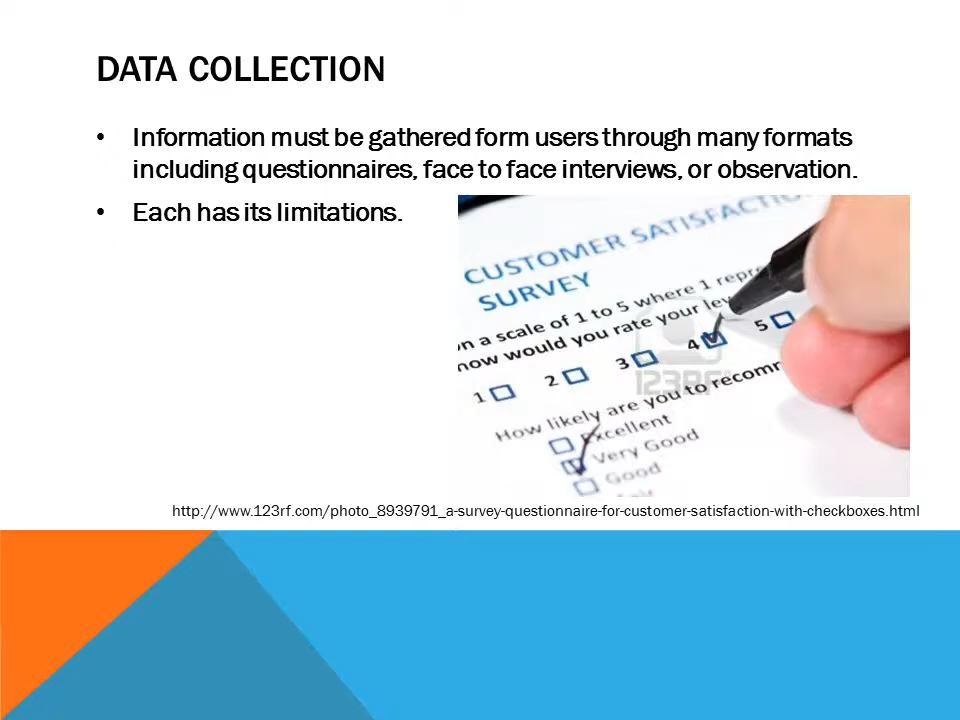 DATA COLLECTION
• Information must be gathered form users through many formats
including questionnaires, face to face interviews, or observation.
• Each has its limitations.
CUSTOMER SATISFACTIO
SURVEY
n a scale of 1 to 5 where 1 repre
how would you rate your lev
1 2 3 4 5
How likely are you to recomm
Excellent
Very Good
Good
123RF
http://www.123rf.com/photo_8939791_a-survey-questionnaire-for-customer-satisfaction-with-checkboxes.html